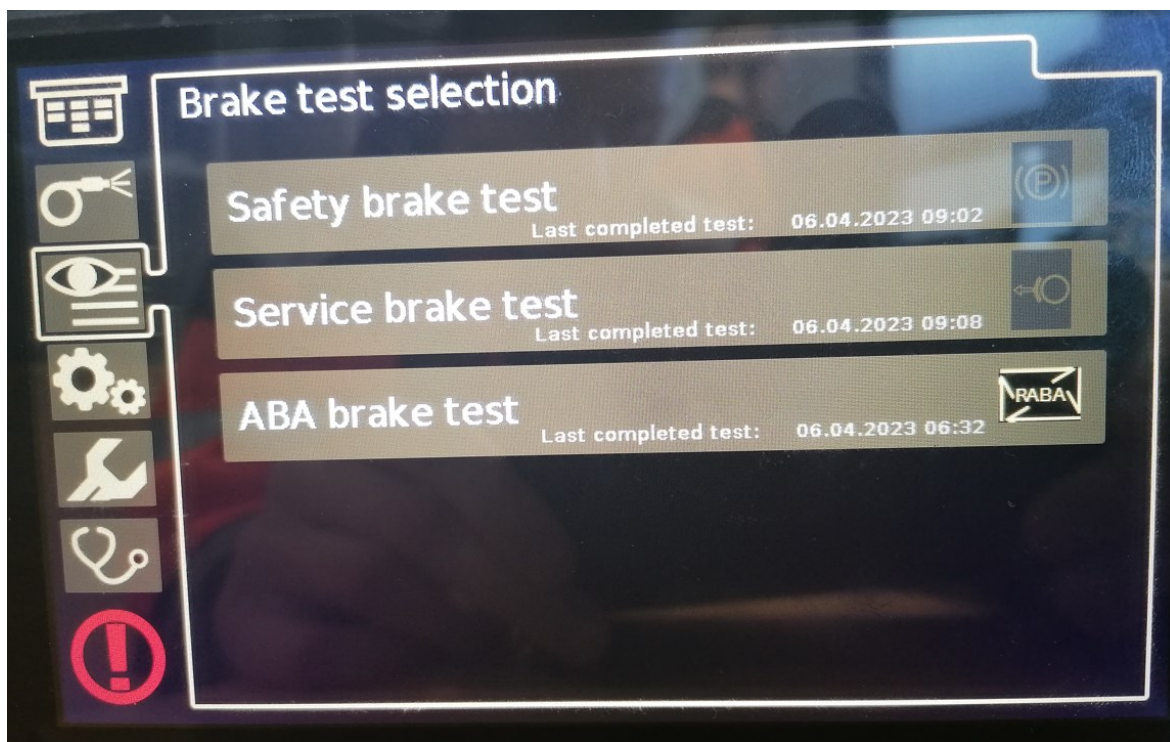 Brake test selection
Safety brake test
Last completed test: 06.04.2023 09:02
(P)
Service brake test
Last completed test: 06.04.2023 09:08
ABA brake test
Last completed test: 06.04.2023 06:32
RABA
!